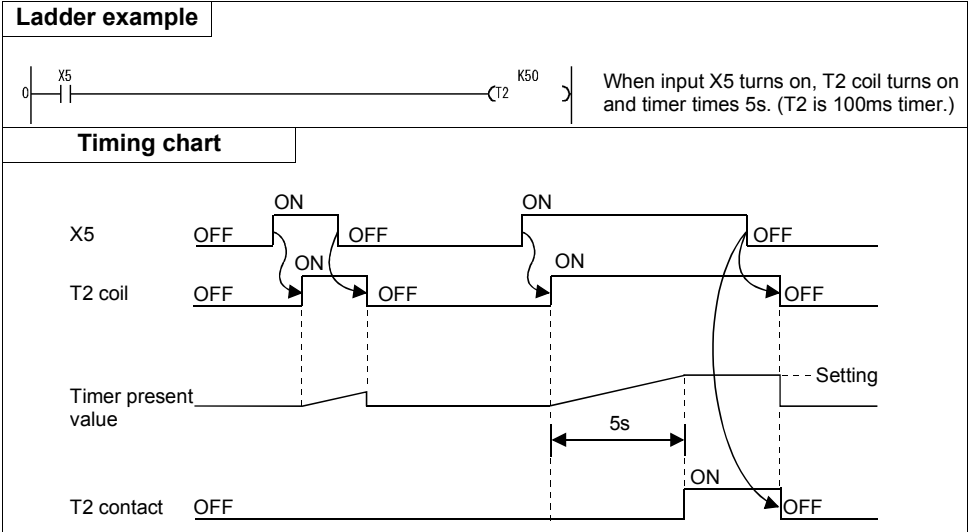 Ladder example
0 X5 T2 K50
When input X5 turns on, T2 coil turns on
and timer times 5s. (T2 is 100ms timer.)
Timing chart
ON ON
X5 OFF OFF OFF
ON ON
T2 coil OFF OFF OFF
Setting
Timer present
value
5s
ON
T2 contact OFF OFF